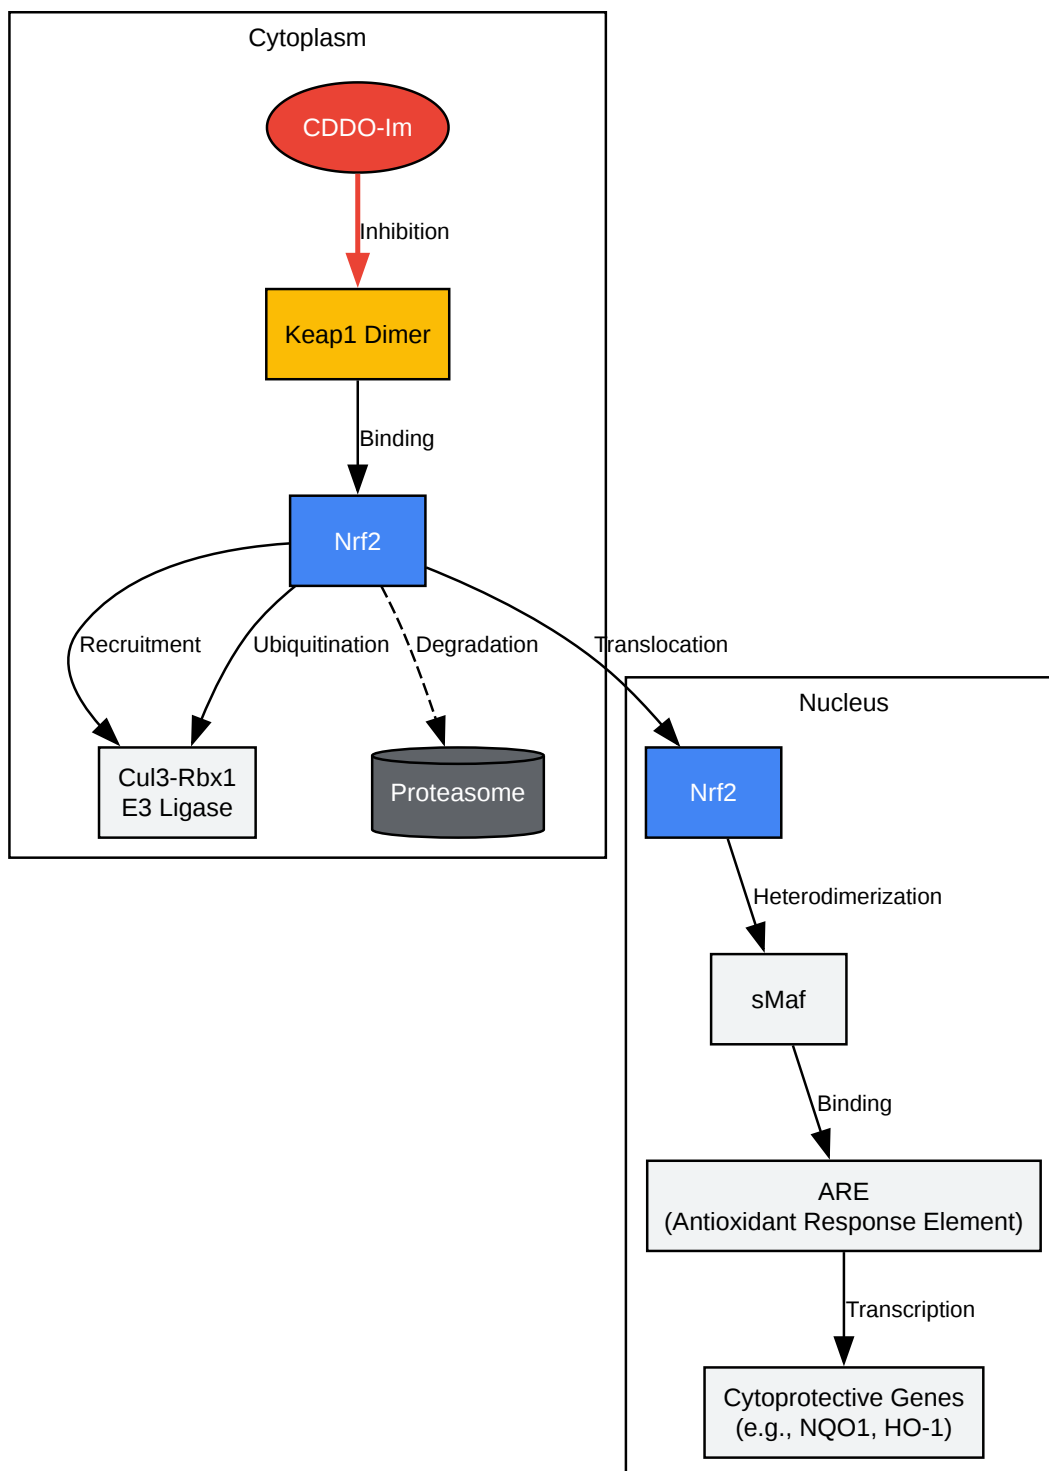 Cytoplasm
CDDO-Im
Inhibition
Keap1 Dimer
Binding
Nrf2
Recruitment
Ubiquitination
Degradation
Translocation
Cul3-Rbx1
E3 Ligase
Proteasome
Nucleus
Nrf2
Heterodimerization
sMaf
Binding
ARE
(Antioxidant Response Element)
Transcription
Cytoprotective Genes
(e.g., NQO1, HO-1)